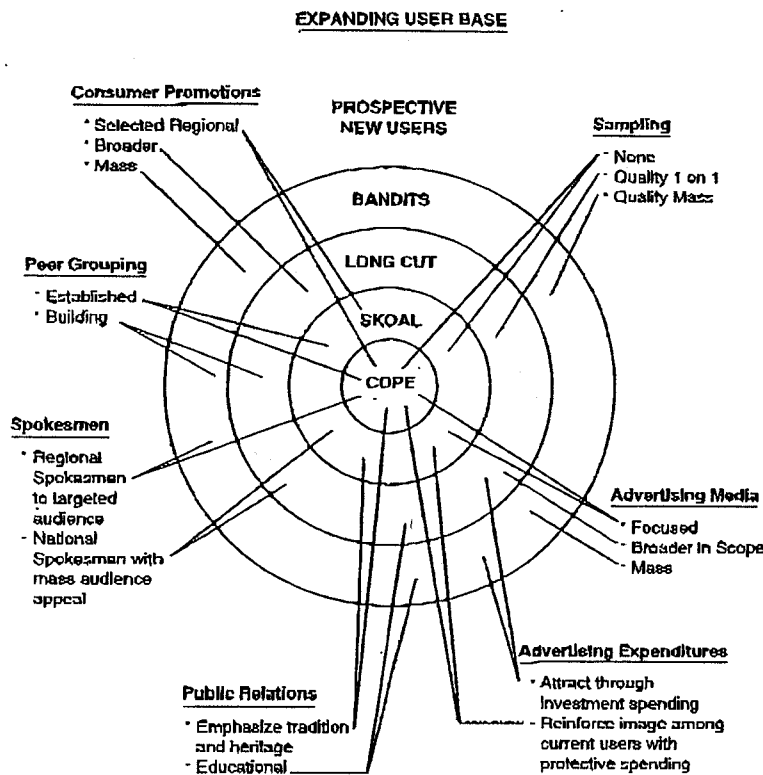 EXPANDING USER BASE
Consumer Promotions
* Selected Regional
* Broader
* Mass
PROSPECTIVE
NEW USERS
Sampling
- None
- Quality 1 on 1
* Quality Mass
BANDITS
LONG CUT
SKOAL
COPE
Peer Grouping
- Established
* Building
Spokesmen
* Regional
Spokesmen
to targeted
audience
- National
Spokesmen with
mass audience
appeal
Advertising Media
* Focused
- Broader in Scope
- Mass
Advertising Expenditures
* Attract through
investment spending
- Reinforce image among
current users with
protective spending
Public Relations
* Emphasize tradition
and heritage
- Educational